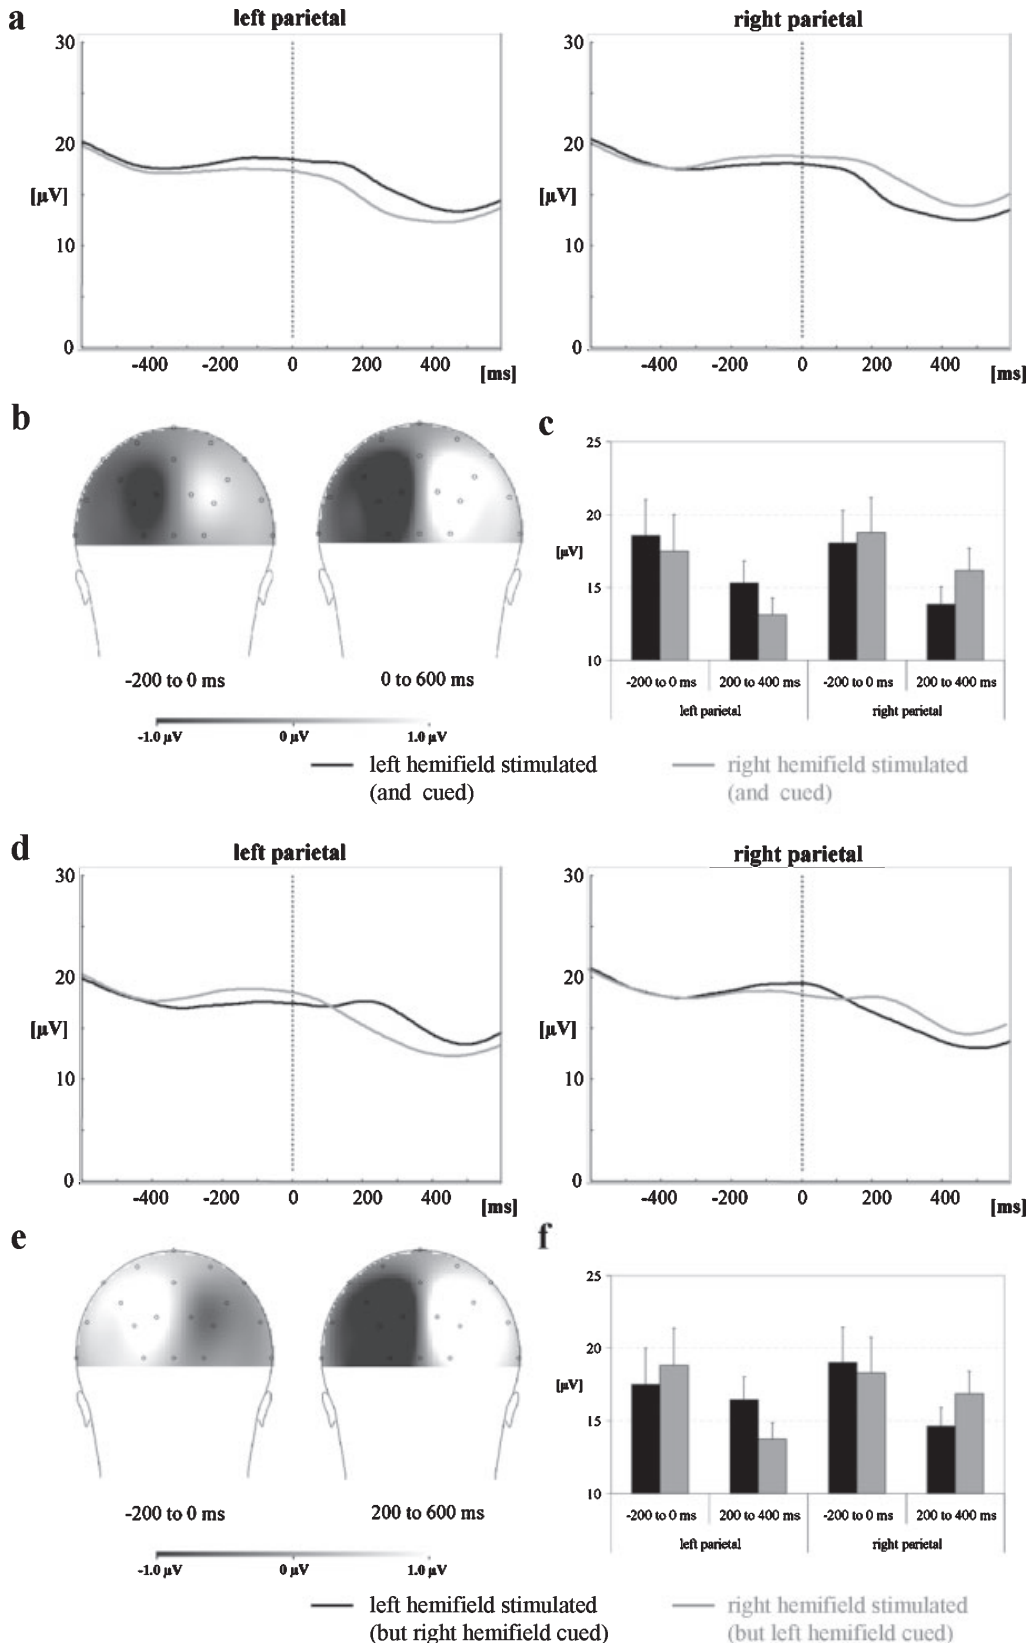 a
left parietal
right parietal
30
20
[µV]
10
0
-400 -200 0 200 400
[ms]
30
20
[µV]
10
0
-400 -200 0 200 400
[ms]
b
-200 to 0 ms
0 to 600 ms
-1.0 µV 0 µV 1.0 µV
c
25
20
[µV]
15
10
-200 to 0 ms 200 to 400 ms -200 to 0 ms 200 to 400 ms
left parietal right parietal
left hemifield stimulated
(and cued)
right hemifield stimulated
(and cued)
d
left parietal
right parietal
30
20
[µV]
10
0
-400 -200 0 200 400
[ms]
30
20
[µV]
10
0
-400 -200 0 200 400
[ms]
e
-200 to 0 ms
200 to 600 ms
-1.0 µV 0 µV 1.0 µV
f
25
20
[µV]
15
10
-200 to 0 ms 200 to 400 ms -200 to 0 ms 200 to 400 ms
left parietal right parietal
left hemifield stimulated
(but right hemifield cued)
right hemifield stimulated
(but left hemifield cued)